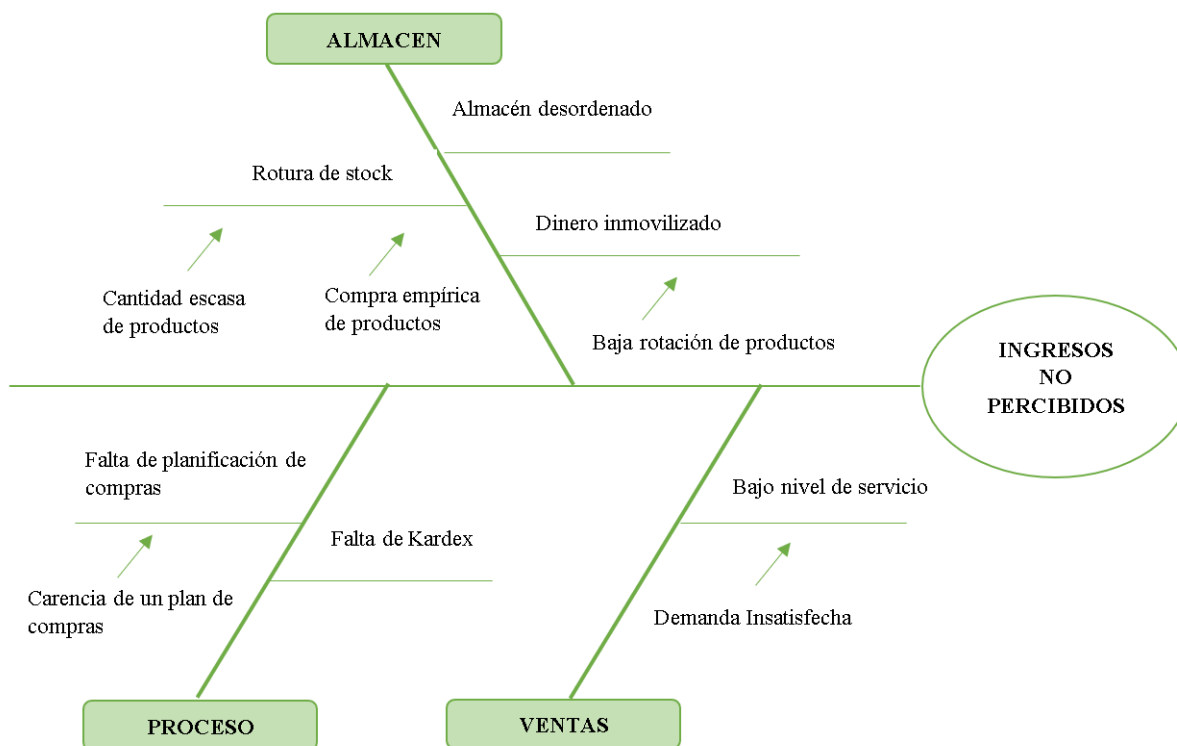 ALMACEN
Almacén desordenado
Rotura de stock
Dinero inmovilizado
Cantidad escasa
de productos
Compra empírica
de productos
Baja rotación de productos
INGRESOS
NO
PERCIBIDOS
Falta de planificación de
compras
Bajo nivel de servicio
Falta de Kardex
Carencia de un plan de
compras
Demanda Insatisfecha
PROCESO
VENTAS